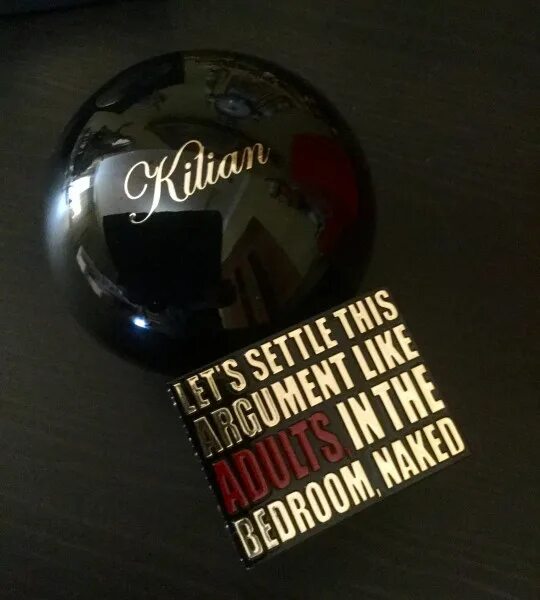 Kilian
LET'S SETTLE THIS
ARGUMENT LIKE
ADULTS, IN THE
BEDROOM, NAKED